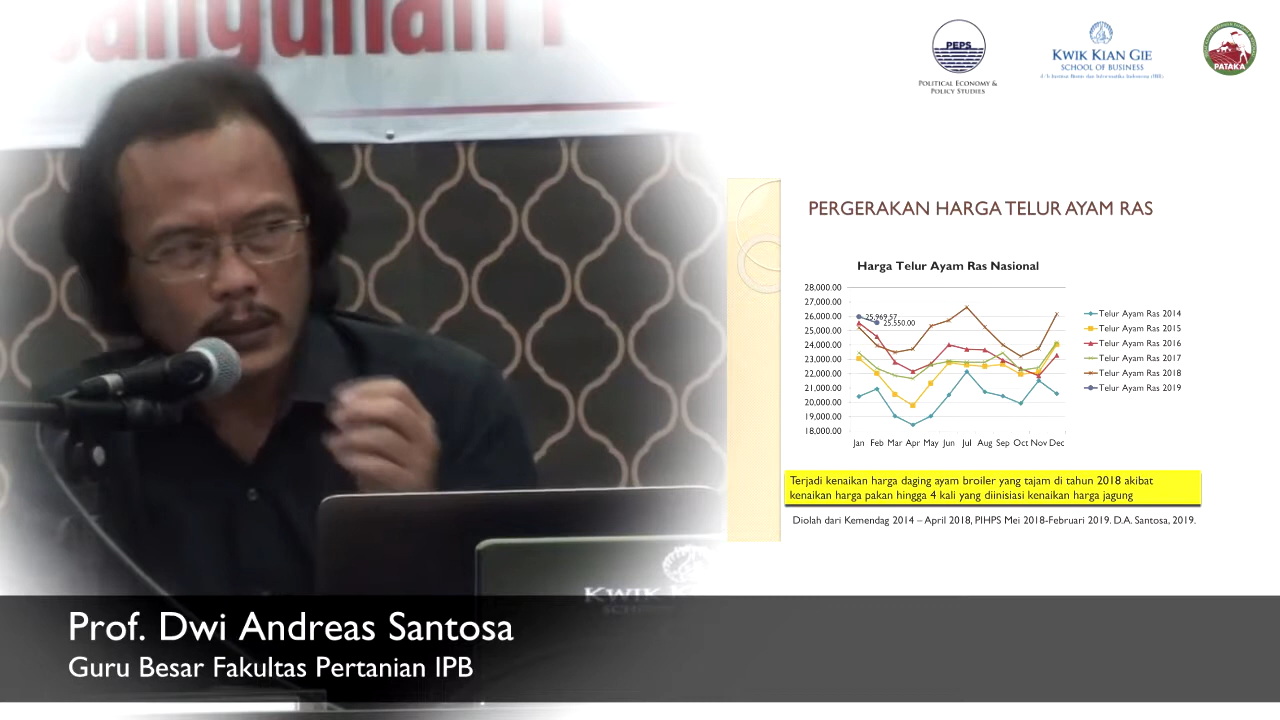 PEPS
POLITICAL ECONOMY &
POLICY STUDIES
KWIK KIAN GIE
SCHOOL OF BUSINESS
PATAKA
PERGERAKAN HARGA TELUR AYAM RAS
Harga Telur Ayam Ras Nasional
28,000.00
27,000.00
26,000.00
25,000.00
24,000.00
23,000.00
22,000.00
21,000.00
20,000.00
19,000.00
18,000.00
25,969.57
25,550.00
Jan Feb Mar Apr May Jun Jul Aug Sep Oct Nov Dec
Telur Ayam Ras 2014
Telur Ayam Ras 2015
Telur Ayam Ras 2016
Telur Ayam Ras 2017
Telur Ayam Ras 2018
Telur Ayam Ras 2019
Terjadi kenaikan harga daging ayam broiler yang tajam di tahun 2018 akibat
kenaikan harga pakan hingga 4 kali yang diinisiasi kenaikan harga jagung
Diolah dari Kemendag 2014 – April 2018, PIHPS Mei 2018-Februari 2019. D.A. Santosa, 2019.
KWIK
Prof. Dwi Andreas Santosa
Guru Besar Fakultas Pertanian IPB